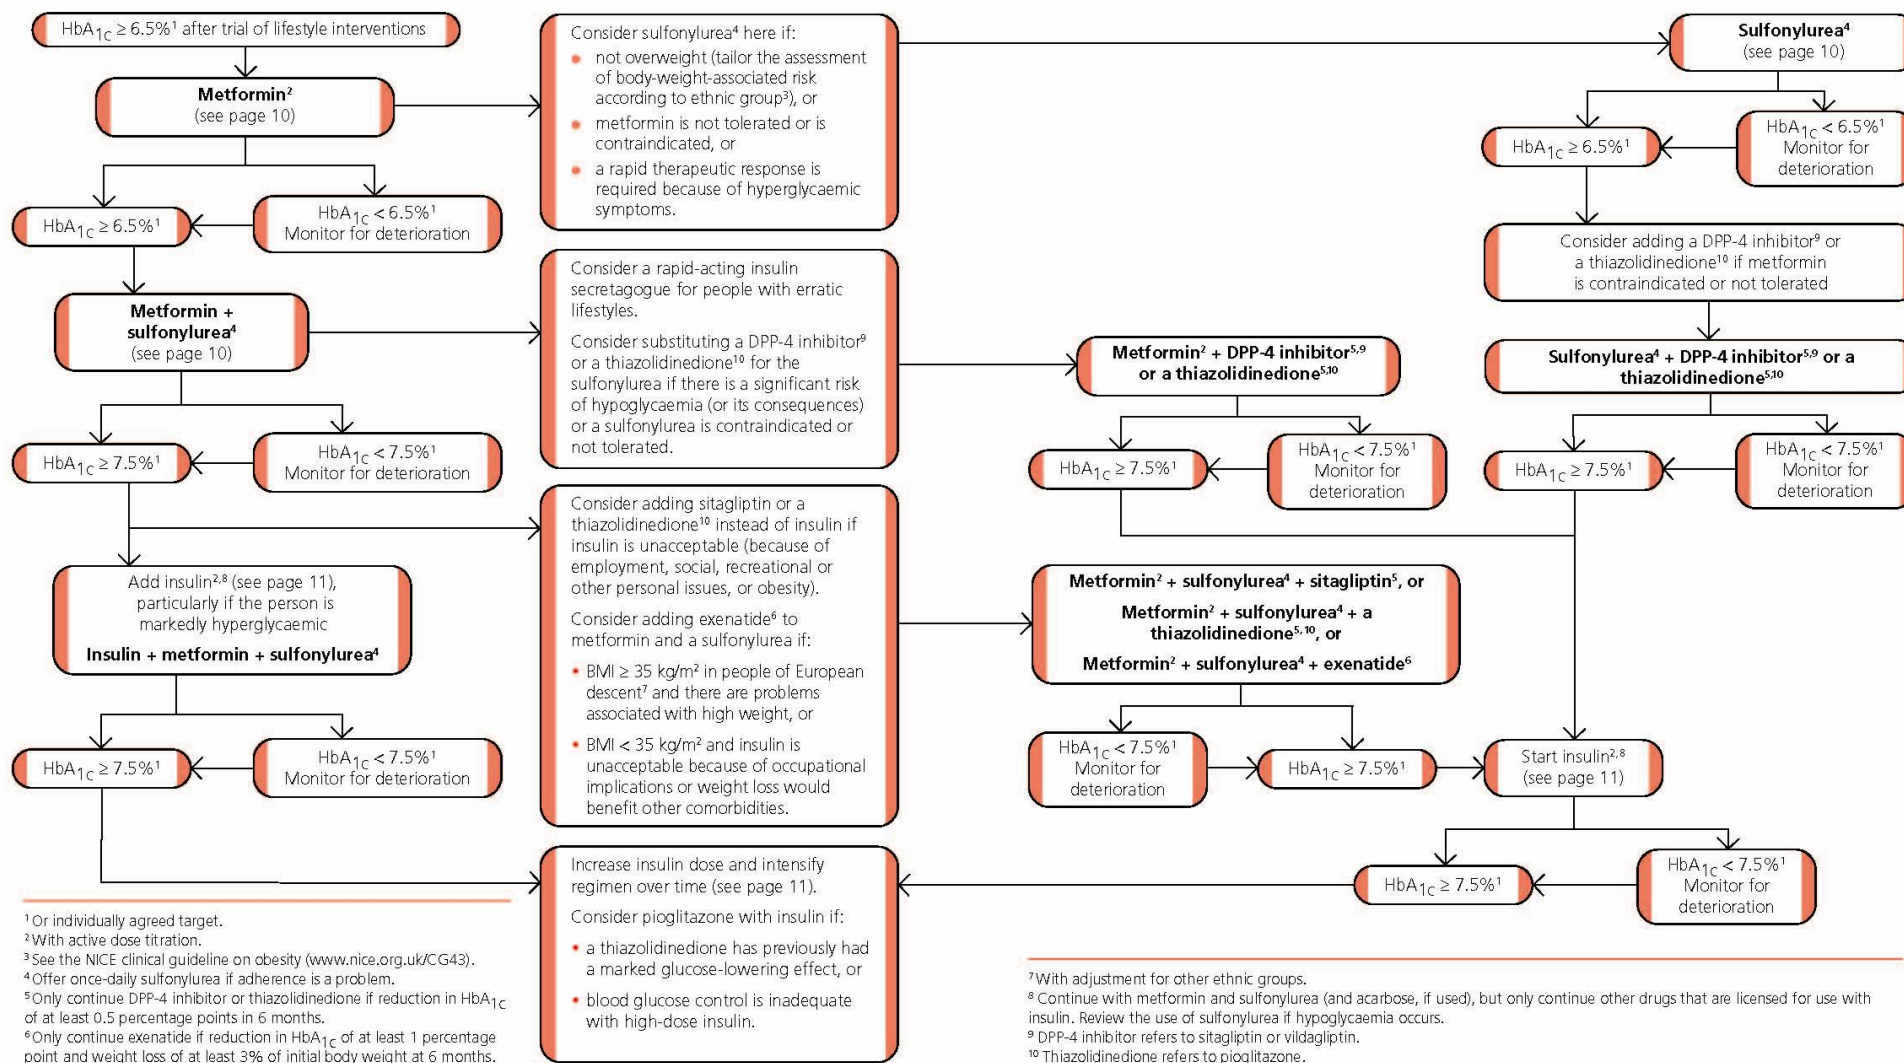 HbA1c ≥ 6.5%¹ after trial of lifestyle interventions
Metformin²
(see page 10)
HbA1c ≥ 6.5%¹
HbA1c < 6.5%¹
Monitor for deterioration
Metformin +
sulfonylurea⁴
(see page 10)
HbA1c ≥ 7.5%¹
HbA1c < 7.5%¹
Monitor for deterioration
Add insulin²,⁸ (see page 11),
particularly if the person is
markedly hyperglycaemic
Insulin + metformin + sulfonylurea⁴
HbA1c ≥ 7.5%¹
HbA1c < 7.5%¹
Monitor for deterioration
Consider sulfonylurea⁴ here if:
• not overweight (tailor the assessment
of body-weight-associated risk
according to ethnic group³), or
• metformin is not tolerated or is
contraindicated, or
• a rapid therapeutic response is
required because of hyperglycaemic
symptoms.
Consider a rapid-acting insulin
secretagogue for people with erratic
lifestyles.
Consider substituting a DPP-4 inhibitor⁹
or a thiazolidinedione¹⁰ for the
sulfonylurea if there is a significant risk
of hypoglycaemia (or its consequences)
or a sulfonylurea is contraindicated or
not tolerated.
Consider adding sitagliptin or a
thiazolidinedione¹⁰ instead of insulin if
insulin is unacceptable (because of
employment, social, recreational or
other personal issues, or obesity).
Consider adding exenatide⁶ to
metformin and a sulfonylurea if:
• BMI ≥ 35 kg/m² in people of European
descent⁷ and there are problems
associated with high weight, or
• BMI < 35 kg/m² and insulin is
unacceptable because of occupational
implications or weight loss would
benefit other comorbidities.
Increase insulin dose and intensify
regimen over time (see page 11).
Consider pioglitazone with insulin if:
• a thiazolidinedione has previously had
a marked glucose-lowering effect, or
• blood glucose control is inadequate
with high-dose insulin.
Sulfonylurea⁴
(see page 10)
HbA1c ≥ 6.5%¹
HbA1c < 6.5%¹
Monitor for
deterioration
Consider adding a DPP-4 inhibitor⁹ or
a thiazolidinedione¹⁰ if metformin
is contraindicated or not tolerated
Metformin² + DPP-4 inhibitor⁵,⁹
or a thiazolidinedione⁵,¹⁰
HbA1c ≥ 7.5%¹
HbA1c < 7.5%¹
Monitor for
deterioration
Sulfonylurea⁴ + DPP-4 inhibitor⁵,⁹ or a
thiazolidinedione⁵,¹⁰
HbA1c ≥ 7.5%¹
HbA1c < 7.5%¹
Monitor for
deterioration
Metformin² + sulfonylurea⁴ + sitagliptin⁵, or
Metformin² + sulfonylurea⁴ + a
thiazolidinedione⁵,¹⁰, or
Metformin² + sulfonylurea⁴ + exenatide⁶
HbA1c < 7.5%¹
Monitor for
deterioration
HbA1c ≥ 7.5%¹
Start insulin²,⁸
(see page 11)
HbA1c ≥ 7.5%¹
HbA1c < 7.5%¹
Monitor for
deterioration
¹ Or individually agreed target.
² With active dose titration.
³ See the NICE clinical guideline on obesity (www.nice.org.uk/CG43).
⁴ Offer once-daily sulfonylurea if adherence is a problem.
⁵ Only continue DPP-4 inhibitor or thiazolidinedione if reduction in HbA1c
of at least 0.5 percentage points in 6 months.
⁶ Only continue exenatide if reduction in HbA1c of at least 1 percentage
point and weight loss of at least 3% of initial body weight at 6 months.
⁷ With adjustment for other ethnic groups.
⁸ Continue with metformin and sulfonylurea (and acarbose, if used), but only continue other drugs that are licensed for use with
insulin. Review the use of sulfonylurea if hypoglycaemia occurs.
⁹ DPP-4 inhibitor refers to sitagliptin or vildagliptin.
¹⁰ Thiazolidinedione refers to pioglitazone.